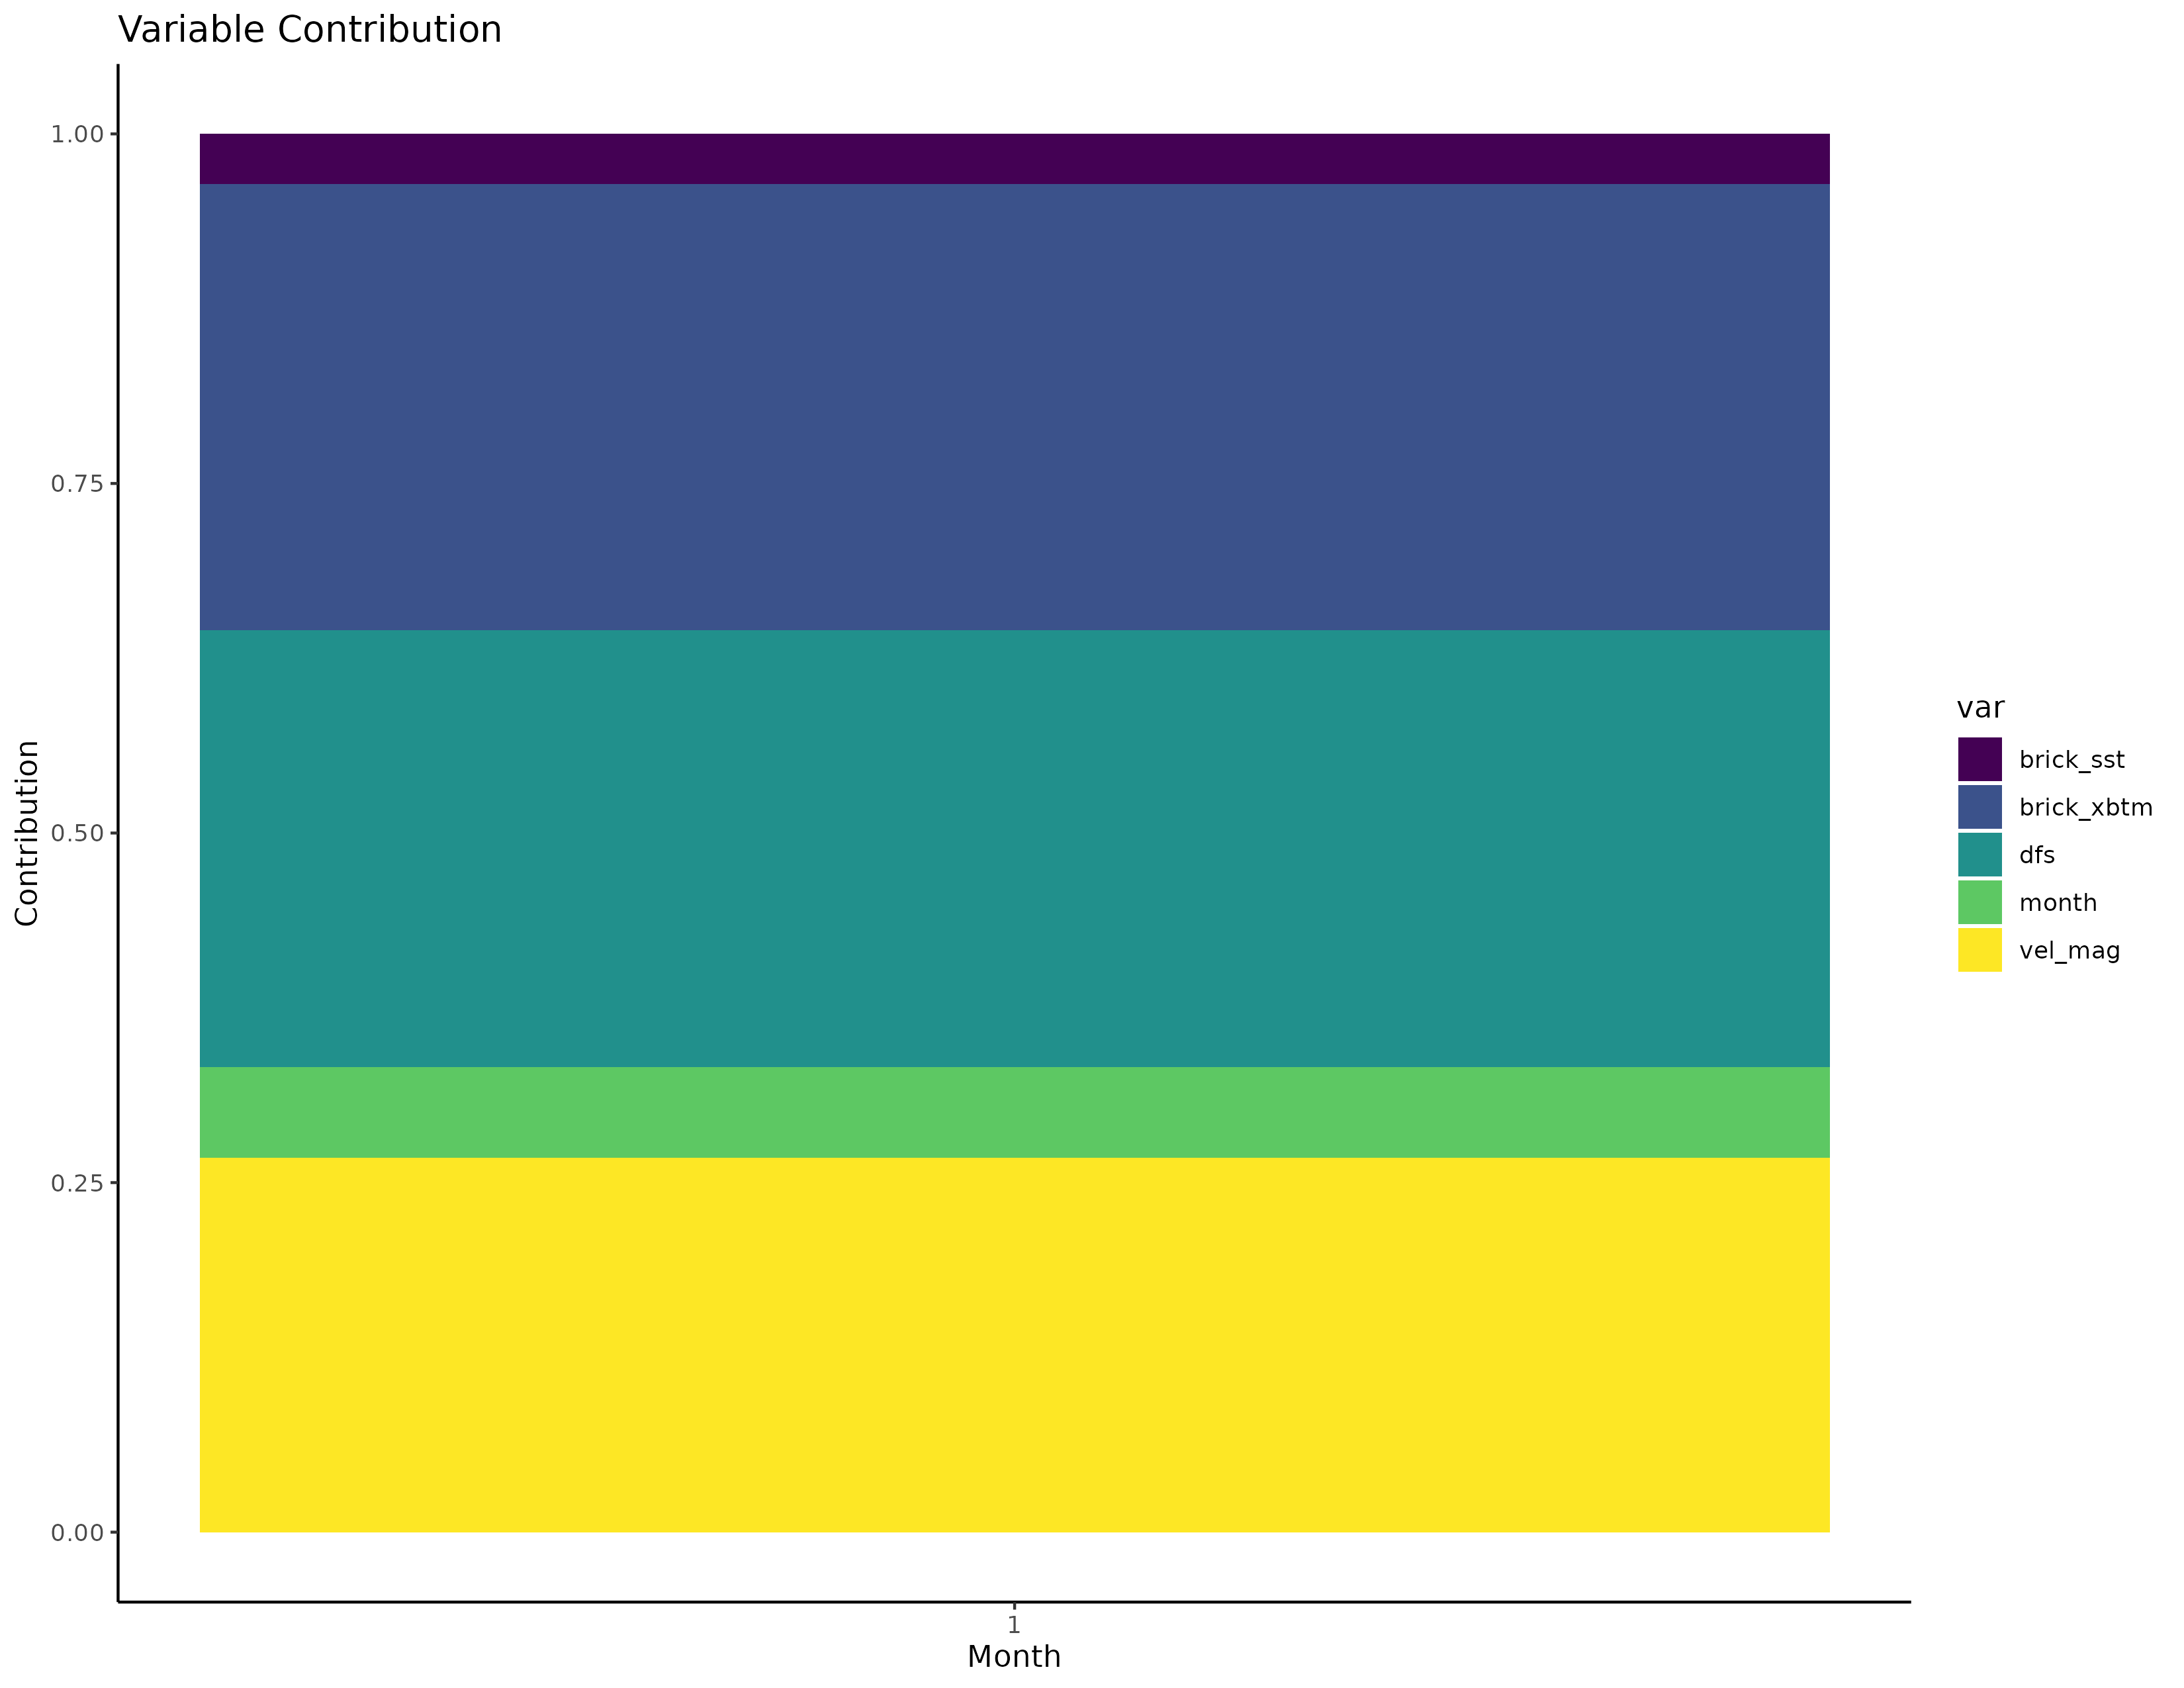 Variable Contribution
1.00
0.75
0.50
0.25
0.00
Contribution
1
Month
var
brick_sst
brick_xbtm
dfs
month
vel_mag